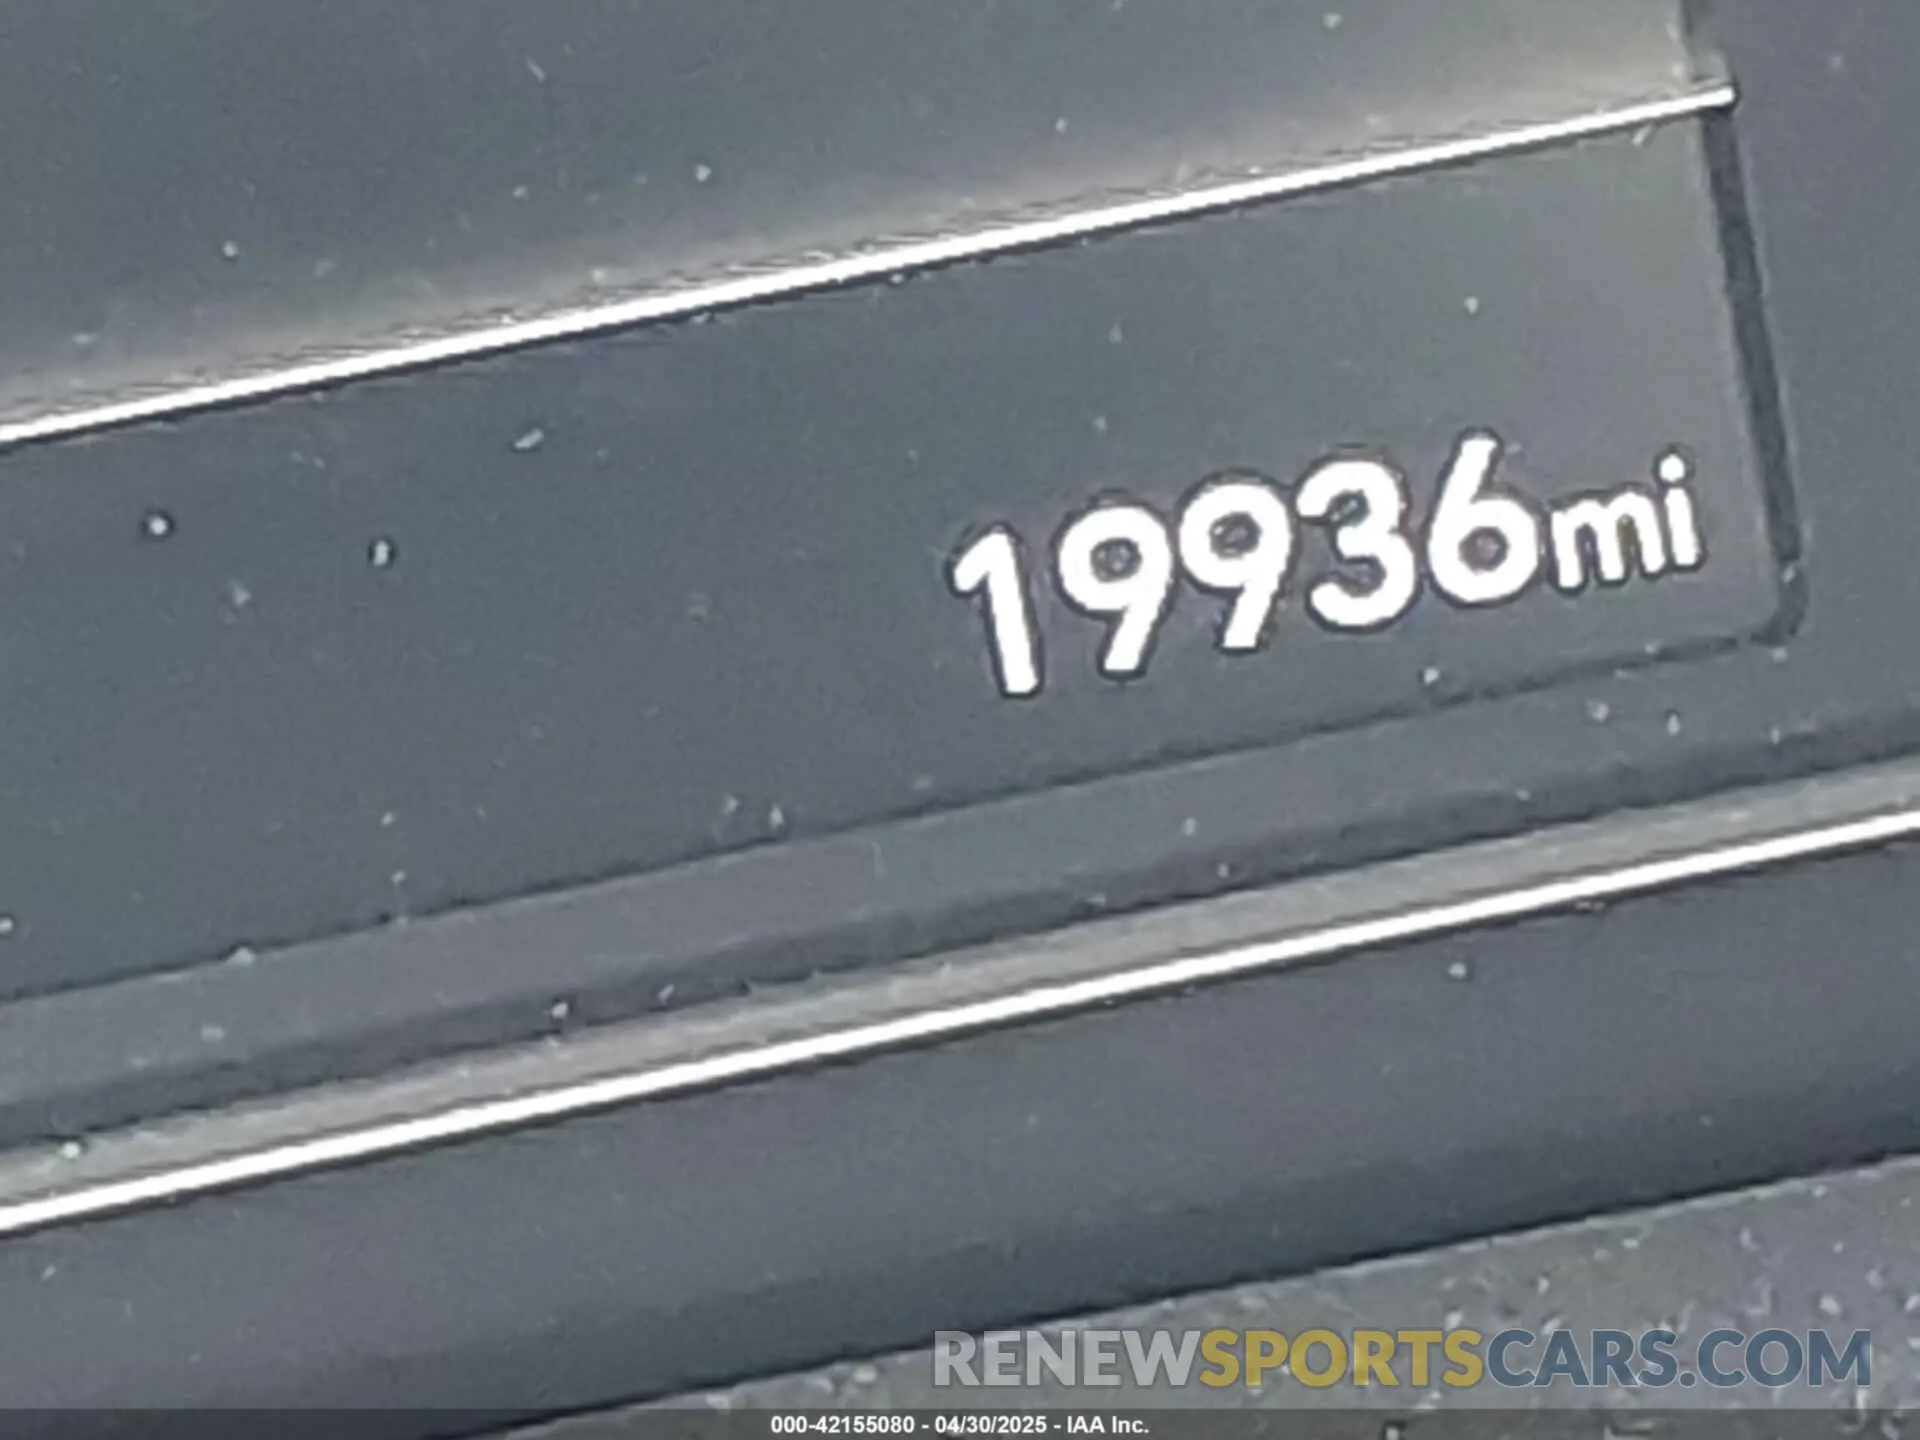 19936mi
RENEWSPORTSCARS.COM
000-42155080 - 04/30/2025 - IAA Inc.